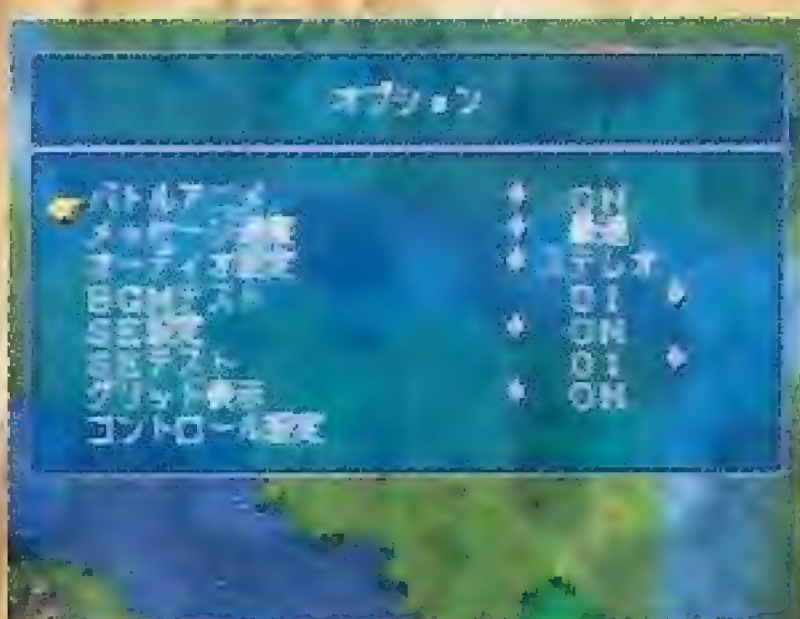 オプション
バトルアニメ ON
メッセージ速度 最速
オーディオ設定 ステレオ
BGMテスト 01
SE設定 ON
SEテスト 01
グリッド表示 ON
コントロール設定